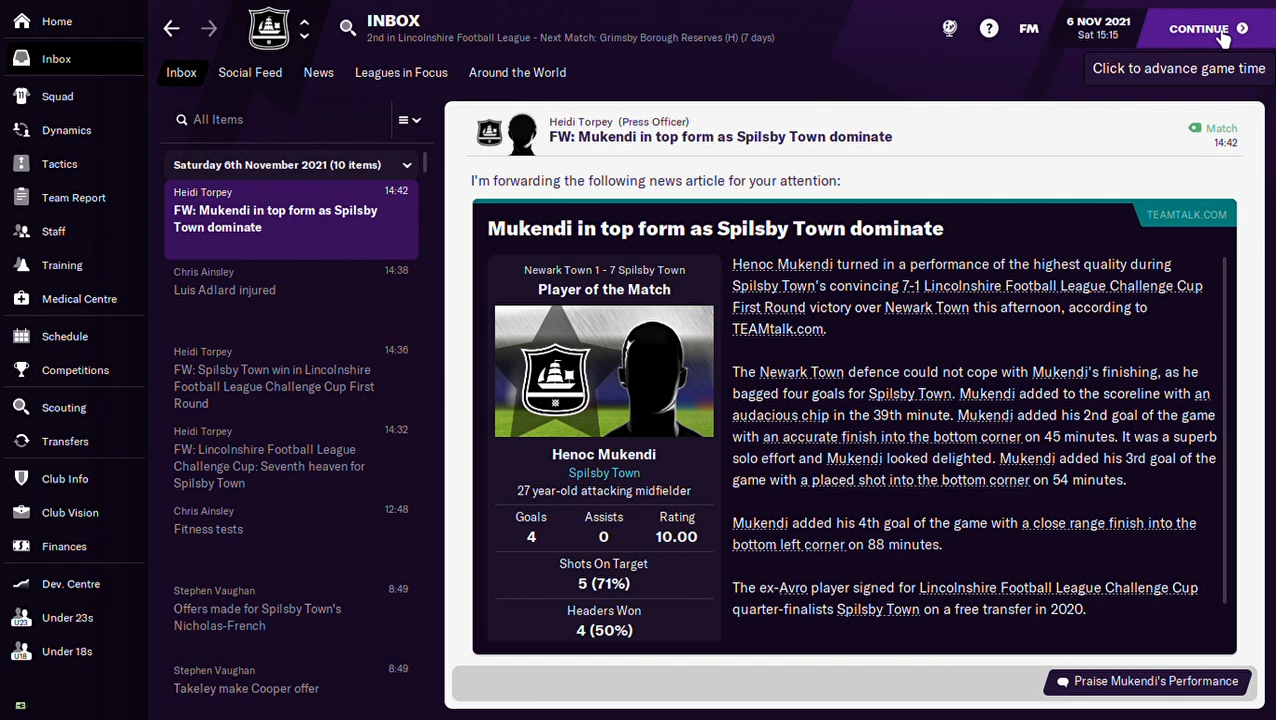 Home
Inbox
Squad
Dynamics
Tactics
Team Report
Staff
Training
Medical Centre
Schedule
Competitions
Scouting
Transfers
Club Info
Club Vision
Finances
Dev. Centre
U23 Under 23s
U18 Under 18s
INBOX
2nd in Lincolnshire Football League - Next Match: Grimsby Borough Reserves (H) (7 days)
? FM
6 NOV 2021
Sat 15:15
CONTINUE
Click to advance game time
Inbox Social Feed News Leagues in Focus Around the World
All Items
Saturday 6th November 2021 (10 items)
Heidi Torpey 14:42
FW: Mukendi in top form as Spilsby
Town dominate
Chris Ainsley 14:38
Luis Adlard injured
Heidi Torpey 14:36
FW: Spilsby Town win in Lincolnshire
Football League Challenge Cup First
Round
Heidi Torpey 14:32
FW: Lincolnshire Football League
Challenge Cup: Seventh heaven for
Spilsby Town
Chris Ainsley 12:48
Fitness tests
Stephen Vaughan 8:49
Offers made for Spilsby Town's
Nicholas-French
Stephen Vaughan 8:49
Takeley make Cooper offer
Heidi Torpey (Press Officer)
FW: Mukendi in top form as Spilsby Town dominate
Match
14:42
I'm forwarding the following news article for your attention:
Mukendi in top form as Spilsby Town dominate
TEAMTALK.COM
Newark Town 1 - 7 Spilsby Town
Player of the Match
Henoc Mukendi
Spilsby Town
27 year-old attacking midfielder
Goals Assists Rating
4 0 10.00
Shots On Target
5 (71%)
Headers Won
4 (50%)
Henoc Mukendi turned in a performance of the highest quality during
Spilsby Town's convincing 7-1 Lincolnshire Football League Challenge Cup
First Round victory over Newark Town this afternoon, according to
TEAMtalk.com.
The Newark Town defence could not cope with Mukendi's finishing, as he
bagged four goals for Spilsby Town. Mukendi added to the scoreline with an
audacious chip in the 39th minute. Mukendi added his 2nd goal of the game
with an accurate finish into the bottom corner on 45 minutes. It was a superb
solo effort and Mukendi looked delighted. Mukendi added his 3rd goal of the
game with a placed shot into the bottom corner on 54 minutes.
Mukendi added his 4th goal of the game with a close range finish into the
bottom left corner on 88 minutes.
The ex-Avro player signed for Lincolnshire Football League Challenge Cup
quarter-finalists Spilsby Town on a free transfer in 2020.
Praise Mukendi's Performance